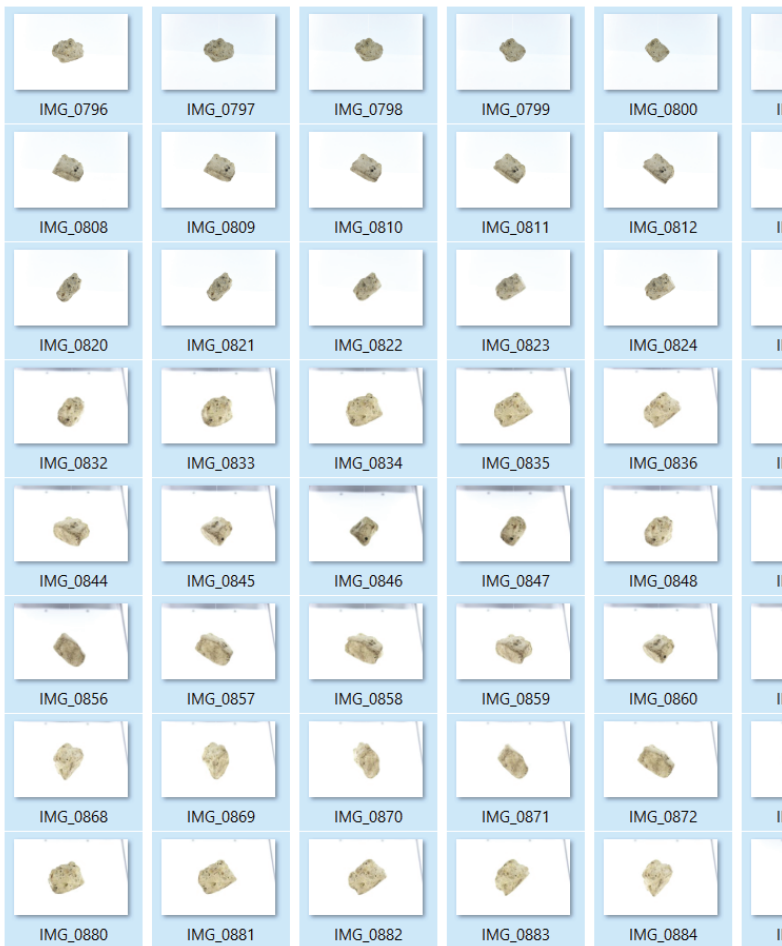 IMG_0796 IMG_0797 IMG_0798 IMG_0799 IMG_0800
IMG_0808 IMG_0809 IMG_0810 IMG_0811 IMG_0812
IMG_0820 IMG_0821 IMG_0822 IMG_0823 IMG_0824
IMG_0832 IMG_0833 IMG_0834 IMG_0835 IMG_0836
IMG_0844 IMG_0845 IMG_0846 IMG_0847 IMG_0848
IMG_0856 IMG_0857 IMG_0858 IMG_0859 IMG_0860
IMG_0868 IMG_0869 IMG_0870 IMG_0871 IMG_0872
IMG_0880 IMG_0881 IMG_0882 IMG_0883 IMG_0884